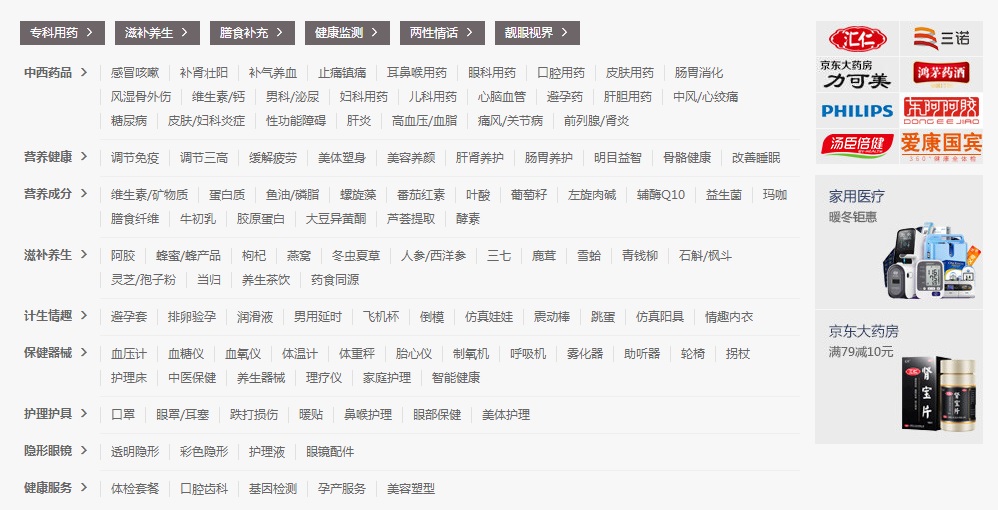 专科用药 > 滋补养生 > 膳食补充 > 健康监测 > 两性情话 > 靓眼视界 >
中西药品 > 感冒咳嗽 补肾壮阳 补气养血 止痛镇痛 耳鼻喉用药 眼科用药 口腔用药 皮肤用药 肠胃消化
风湿骨外伤 维生素/钙 男科/泌尿 妇科用药 儿科用药 心脑血管 避孕药 肝胆用药 中风/心绞痛
糖尿病 皮肤/妇科炎症 性功能障碍 肝炎 高血压/血脂 痛风/关节病 前列腺/肾炎
营养健康 > 调节免疫 调节三高 缓解疲劳 美体塑身 美容养颜 肝肾养护 肠胃养护 明目益智 骨骼健康 改善睡眠
营养成分 > 维生素/矿物质 蛋白质 鱼油/磷脂 螺旋藻 番茄红素 叶酸 葡萄籽 左旋肉碱 辅酶Q10 益生菌 玛咖
膳食纤维 牛初乳 胶原蛋白 大豆异黄酮 芦荟提取 酵素
滋补养生 > 阿胶 蜂蜜/蜂产品 枸杞 燕窝 冬虫夏草 人参/西洋参 三七 鹿茸 雪蛤 青钱柳 石斛/枫斗
灵芝/孢子粉 当归 养生茶饮 药食同源
计生情趣 > 避孕套 排卵验孕 润滑液 男用延时 飞机杯 倒模 仿真娃娃 震动棒 跳蛋 仿真阳具 情趣内衣
保健器械 > 血压计 血糖仪 血氧仪 体温计 体重秤 胎心仪 制氧机 呼吸机 雾化器 助听器 轮椅 拐杖
护理床 中医保健 养生器械 理疗仪 家庭护理 智能健康
护理护具 > 口罩 眼罩/耳塞 跌打损伤 暖贴 鼻喉护理 眼部保健 美体护理
隐形眼镜 > 透明隐形 彩色隐形 护理液 眼镜配件
健康服务 > 体检套餐 口腔齿科 基因检测 孕产服务 美容塑型
汇仁 三诺
京东大药房
力可美 鸿茅药酒
PHILIPS 东阿阿胶
DONG E E JIAO
汤臣倍健 爱康国宾
BY-HEALTH 360°健康全体检
家用医疗
暖冬钜惠
京东大药房
满79减10元
汇仁
肾宝片